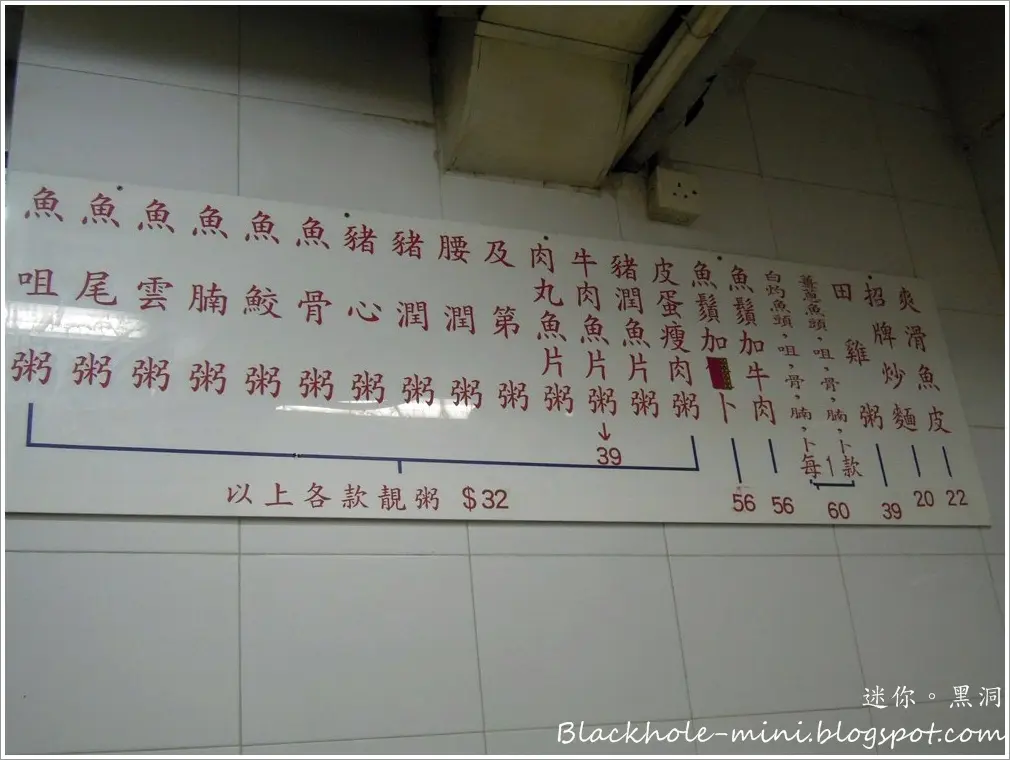 魚咀粥
魚尾粥
魚雲粥
魚腩粥
魚鮫粥
魚骨粥
豬心粥
豬潤粥
腰潤粥
及第粥
肉丸魚片粥
牛肉魚片粥
39
豬潤魚片粥
皮蛋瘦肉粥
以上各款靚粥 $32
魚鬚加卜
56
魚鬚加牛肉
56
白灼魚頭,咀,骨,腩,卜
薑蔥魚頭,咀,骨,腩,卜
每1款
60
田雞粥
39
招牌炒麵
20
爽滑魚皮
22
迷你。黑洞
Blackhole-mini.blogspot.com